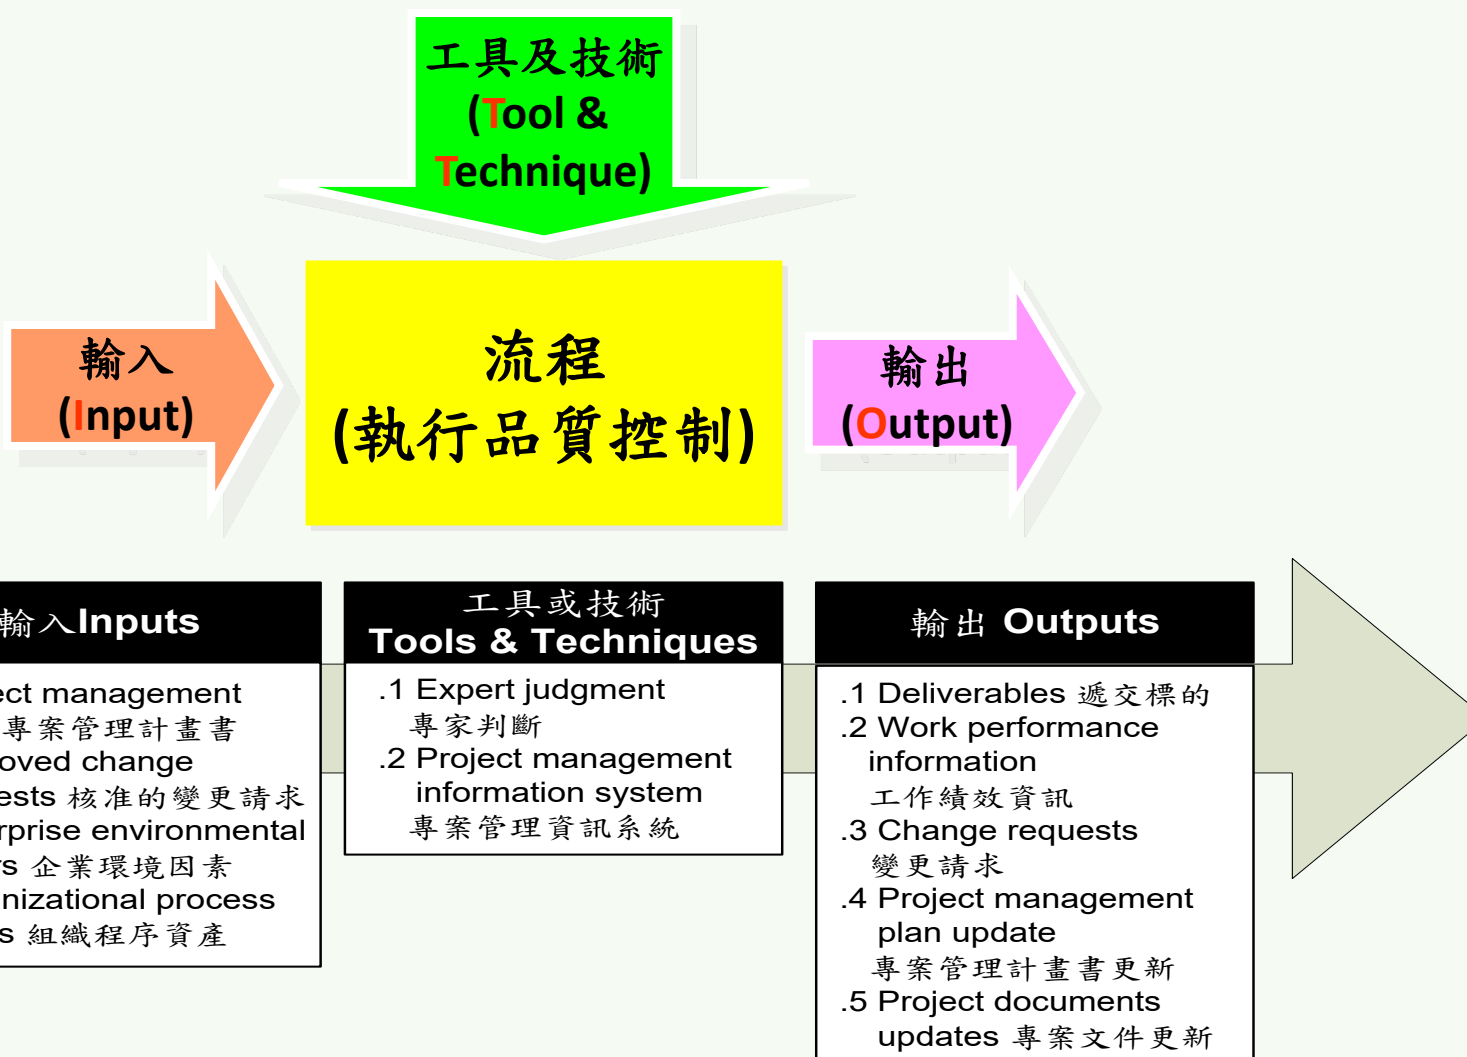 工具及技術
(Tool &
Technique)
輸入
(Input)
流程
(執行品質控制)
輸出
(Output)
輸入Inputs
ect management
專案管理計畫書
oved change
ests 核准的變更請求
rprise environmental
rs 企業環境因素
nizational process
s 組織程序資產
工具或技術
Tools & Techniques
.1 Expert judgment
專家判斷
.2 Project management
information system
專案管理資訊系統
輸出 Outputs
.1 Deliverables 遞交標的
.2 Work performance
information
工作績效資訊
.3 Change requests
變更請求
.4 Project management
plan update
專案管理計畫書更新
.5 Project documents
updates 專案文件更新